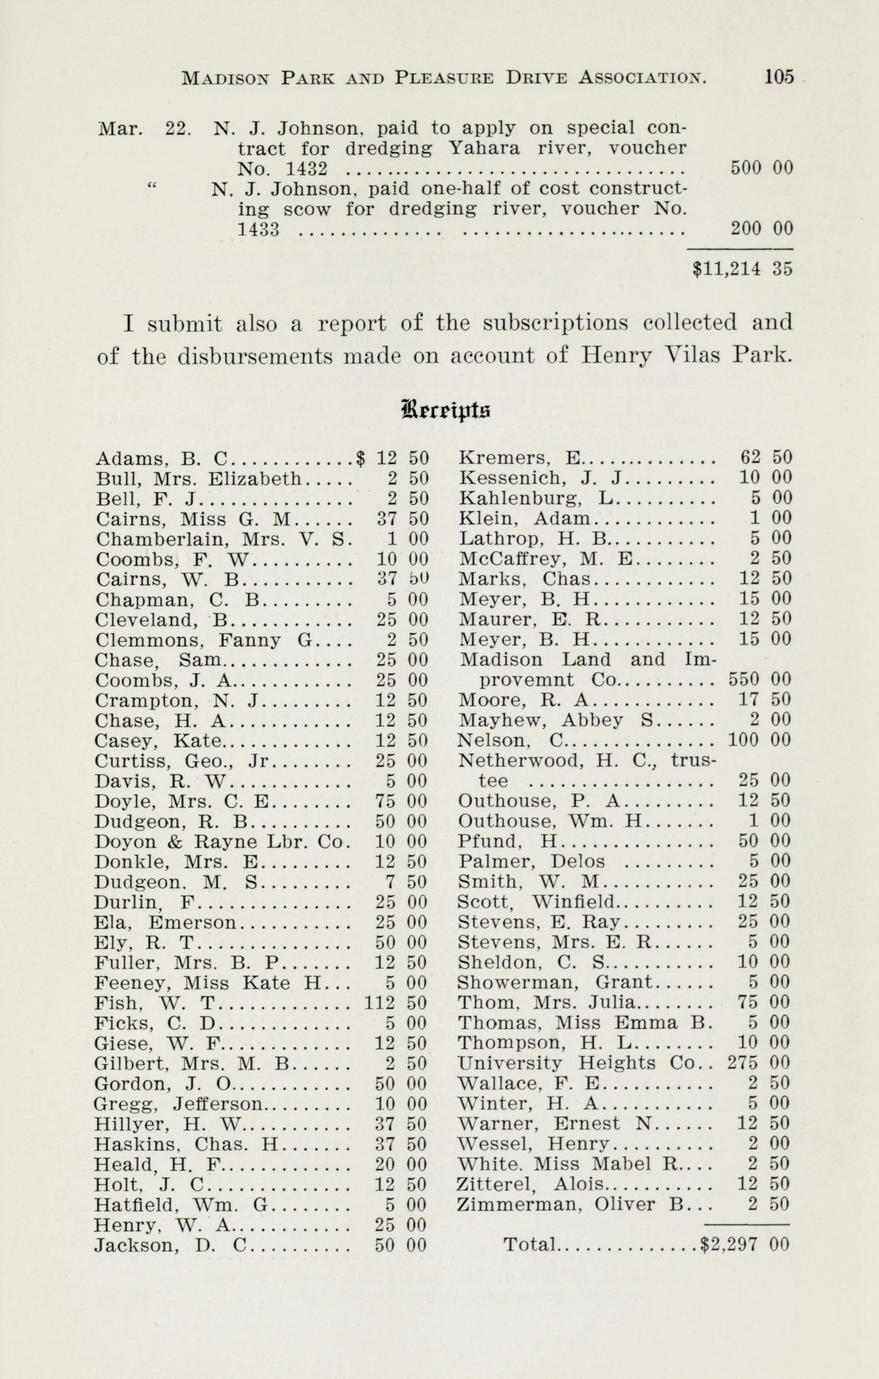 MADISON PARK AND PLEASURE DRIVE ASSOCIATION. 105
Mar. 22. N. J. Johnson, paid to apply on special con-
tract for dredging Yahara river, voucher
No. 1432 ................................. 500 00
“ N. J. Johnson, paid one-half of cost construct-
ing scow for dredging river, voucher No.
1433 .............. ...................... 200 00
$11,214 35
I submit also a report of the subscriptions collected and
of the disbursements made on account of Henry Vilas Park.
Receipts
Adams, B. C............$ 12 50
Bull, Mrs. Elizabeth..... 2 50
Bell, F. J............... 2 50
Cairns, Miss G. M...... 37 50
Chamberlain, Mrs. V. S. 1 00
Coombs, F. W.......... 10 00
Cairns, W. B........... 37 50
Chapman, C. B......... 5 00
Cleveland, B............ 25 00
Clemmons, Fanny G.... 2 50
Chase, Sam............. 25 00
Coombs, J. A............ 25 00
Crampton, N. J......... 12 50
Chase, H. A............ 12 50
Casey, Kate............. 12 50
Curtiss, Geo., Jr........ 25 00
Davis, R. W............ 5 00
Doyle, Mrs. C. E........ 75 00
Dudgeon, R. B.......... 50 00
Doyon & Rayne Lbr. Co. 10 00
Donkle, Mrs. E......... 12 50
Dudgeon. M. S......... 7 50
Durlin, F............... 25 00
Ela, Emerson........... 25 00
Ely, R. T............... 50 00
Fuller, Mrs. B. P....... 12 50
Feeney, Miss Kate H... 5 00
Fish, W. T............. 112 50
Ficks, C. D............. 5 00
Giese, W. F............. 12 50
Gilbert, Mrs. M. B...... 2 50
Gordon, J. O............ 50 00
Gregg, Jefferson......... 10 00
Hillyer, H. W........... 37 50
Haskins, Chas. H....... 37 50
Heald, H. F............. 20 00
Holt, J. C.............. 12 50
Hatfield, Wm. G........ 5 00
Henry, W. A............ 25 00
Jackson, D. C.......... 50 00
Kremers, E.............. 62 50
Kessenich, J. J......... 10 00
Kahlenburg, L.......... 5 00
Klein, Adam............ 1 00
Lathrop, H. B........... 5 00
McCaffrey, M. E........ 2 50
Marks, Chas............ 12 50
Meyer, B. H............ 15 00
Maurer, E. R........... 12 50
Meyer, B. H............ 15 00
Madison Land and Im-
provemnt Co.......... 550 00
Moore, R. A............ 17 50
Mayhew, Abbey S...... 2 00
Nelson, C............... 100 00
Netherwood, H. C., trus-
tee .................. 25 00
Outhouse, P. A......... 12 50
Outhouse, Wm. H....... 1 00
Pfund, H............... 50 00
Palmer, Delos ......... 5 00
Smith, W. M........... 25 00
Scott, Winfield.......... 12 50
Stevens, E. Ray......... 25 00
Stevens, Mrs. E. R...... 5 00
Sheldon, C. S........... 10 00
Showerman, Grant...... 5 00
Thom, Mrs. Julia........ 75 00
Thomas, Miss Emma B. 5 00
Thompson, H. L........ 10 00
University Heights Co.. 275 00
Wallace, F. E........... 2 50
Winter, H. A........... 5 00
Warner, Ernest N...... 12 50
Wessel, Henry.......... 2 00
White. Miss Mabel R.... 2 50
Zitterel, Alois........... 12 50
Zimmerman, Oliver B... 2 50
Total..............$2,297 00